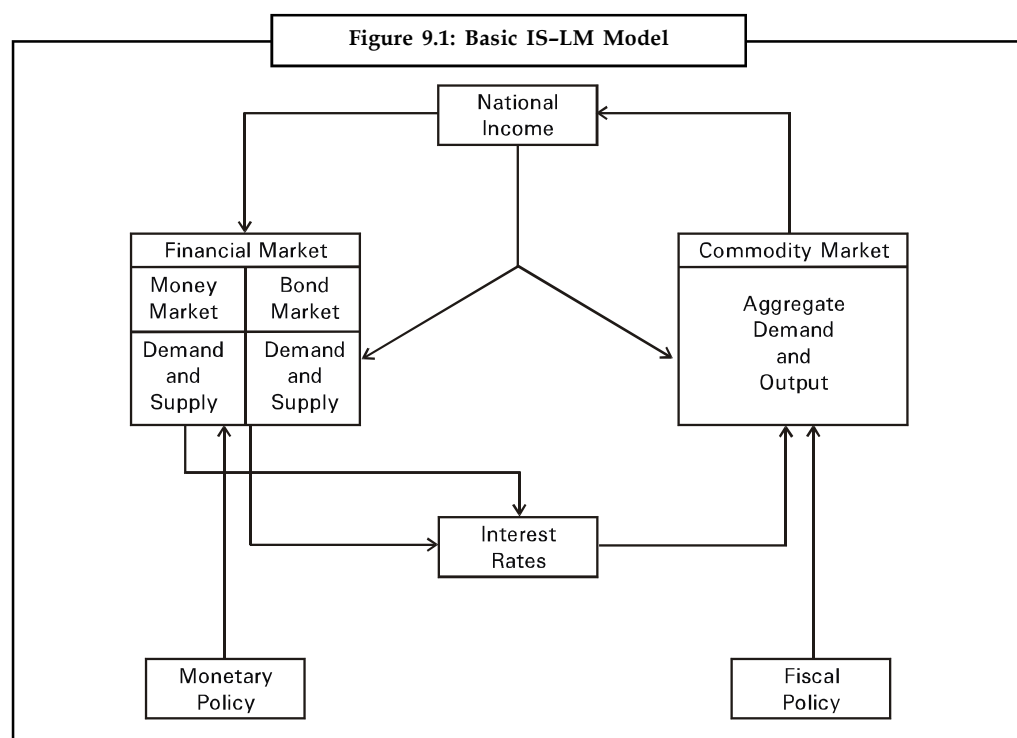 Figure 9.1: Basic IS–LM Model
National
Income
Financial Market
Money
Market
Bond
Market
Demand
and
Supply
Demand
and
Supply
Commodity Market
Aggregate
Demand
and
Output
Interest
Rates
Monetary
Policy
Fiscal
Policy